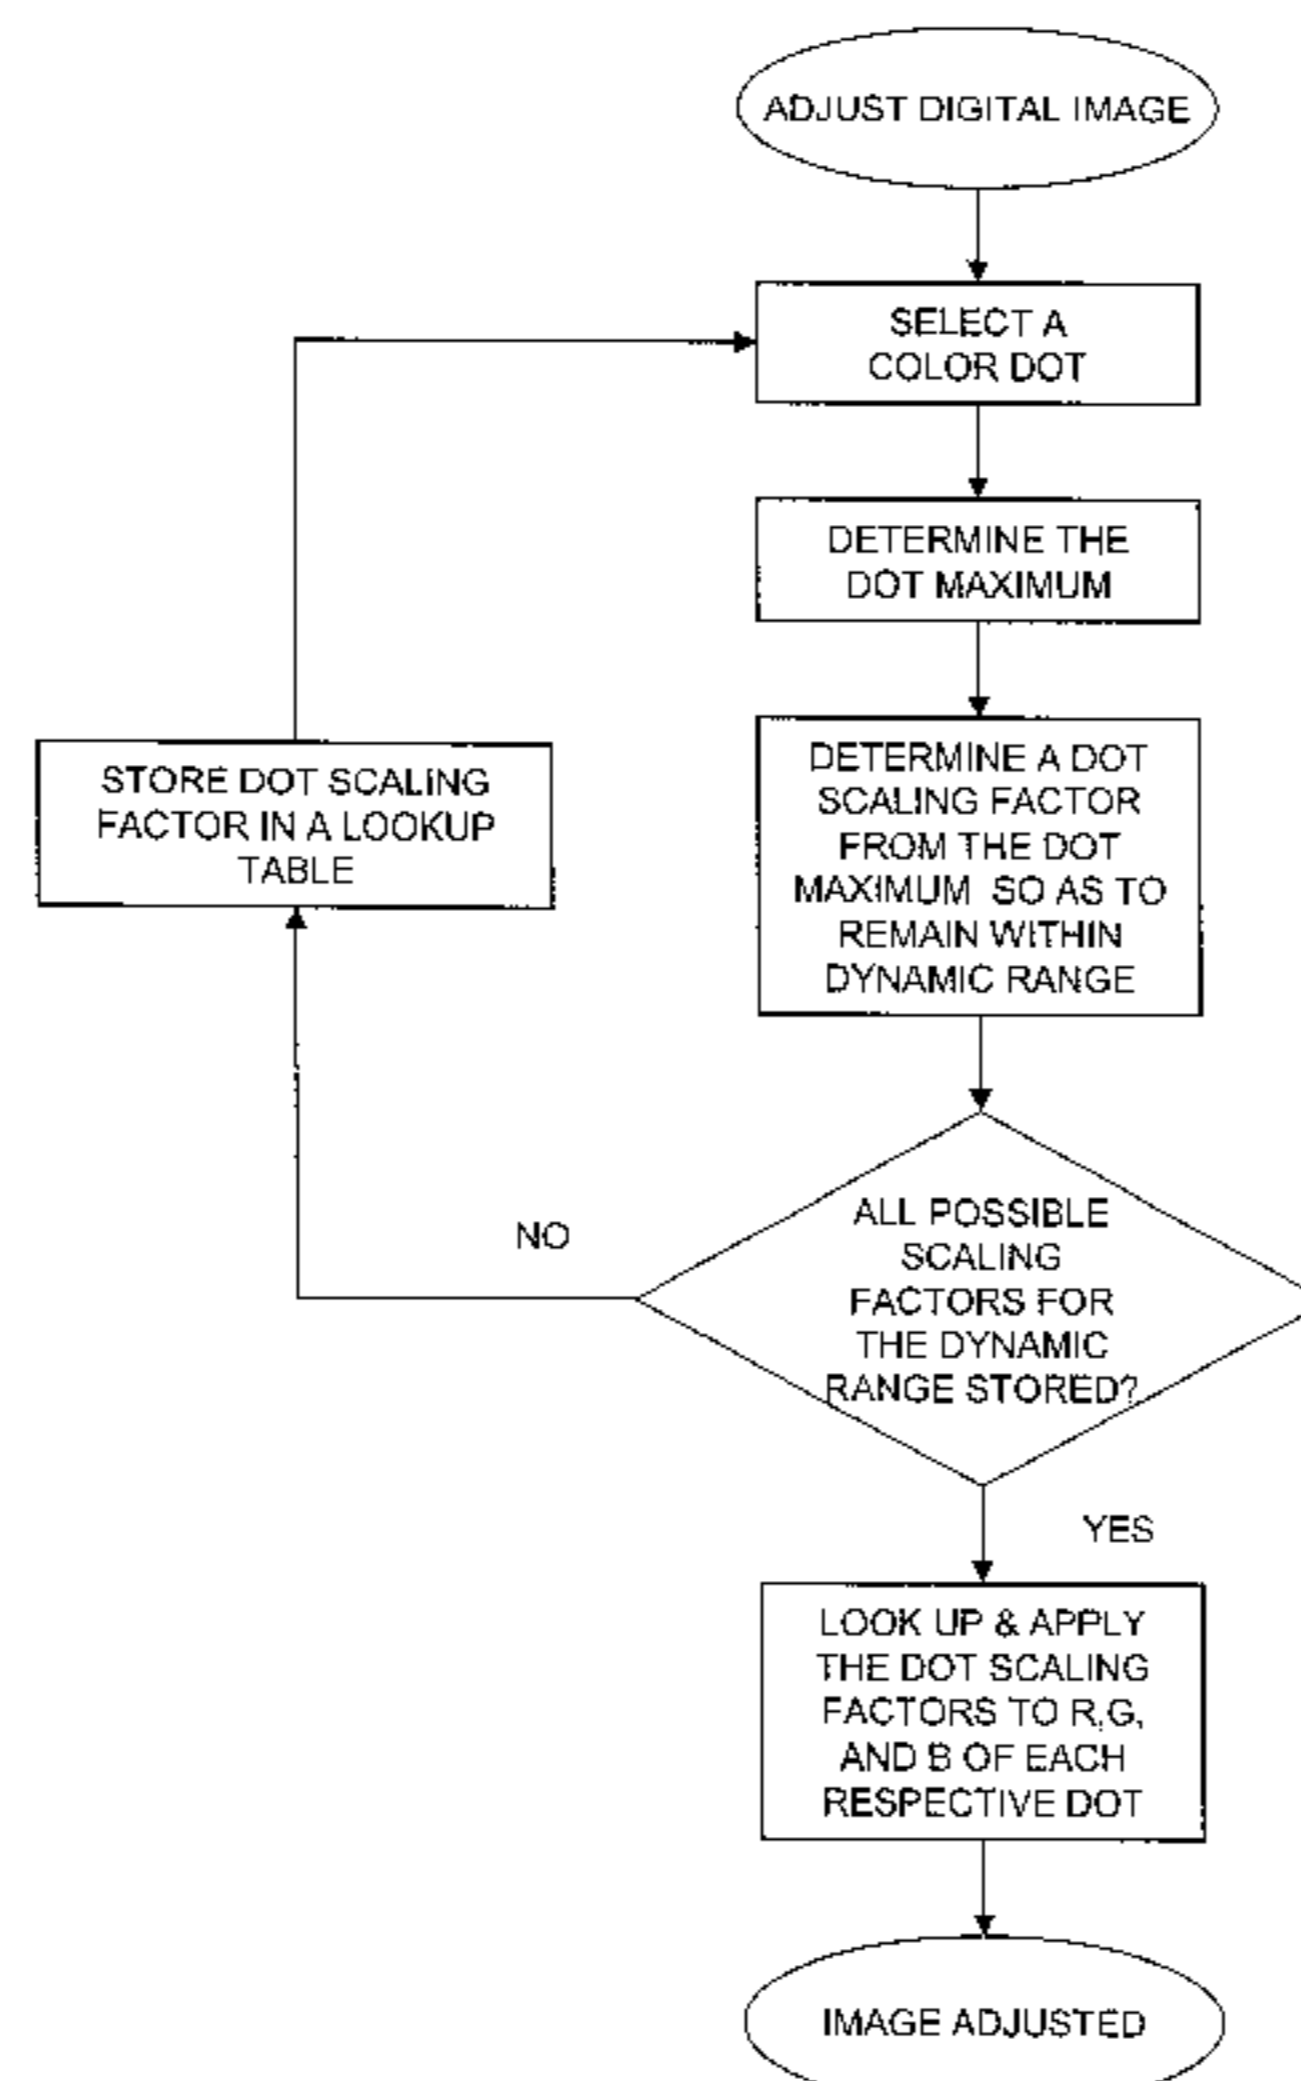 ADJUST DIGITAL IMAGE
SELECT A
COLOR DOT
DETERMINE THE
DOT MAXIMUM
DETERMINE A DOT
SCALING FACTOR
FROM THE DOT
MAXIMUM SO AS TO
REMAIN WITHIN
DYNAMIC RANGE
STORE DOT SCALING
FACTOR IN A LOOKUP
TABLE
NO
ALL POSSIBLE
SCALING
FACTORS FOR
THE DYNAMIC
RANGE STORED?
YES
LOOK UP & APPLY
THE DOT SCALING
FACTORS TO R,G,
AND B OF EACH
RESPECTIVE DOT
IMAGE ADJUSTED